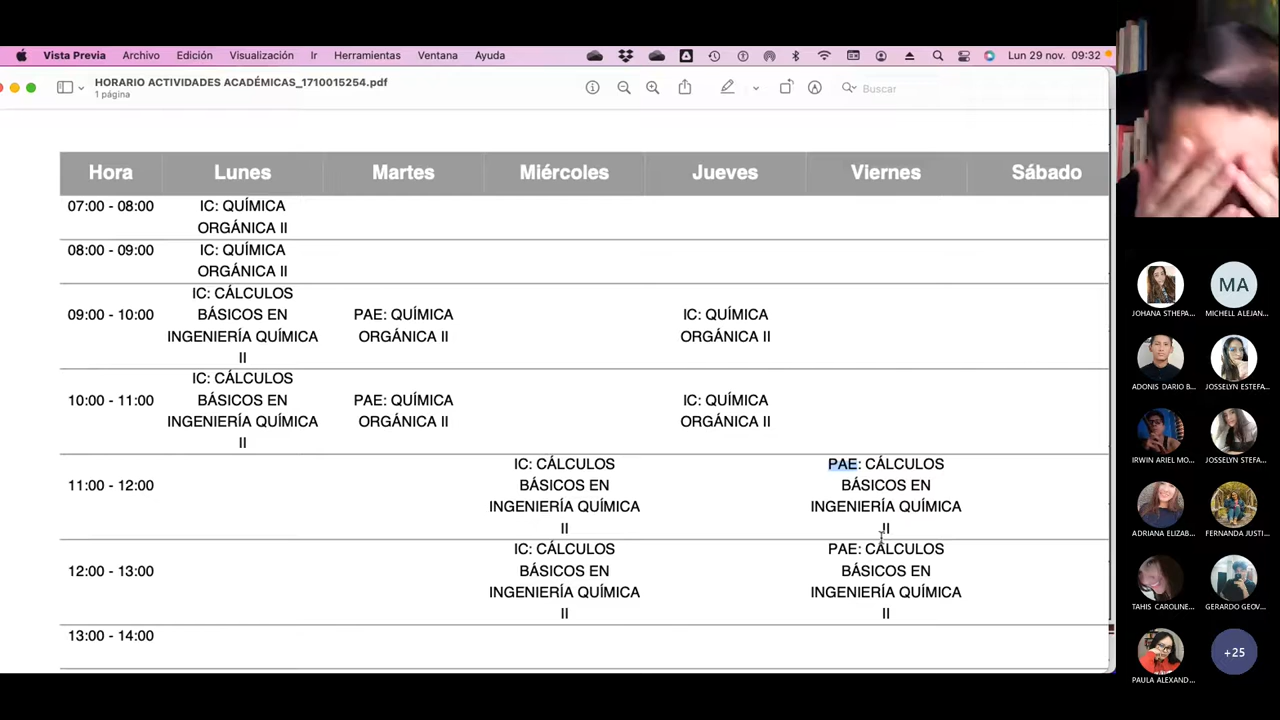 Vista Previa Archivo Edición Visualización Ir Herramientas Ventana Ayuda Lun 29 nov. 09:32
HORARIO ACTIVIDADES ACADÉMICAS_1710015254.pdf
1 página
Buscar
Hora Lunes Martes Miércoles Jueves Viernes Sábado
07:00 - 08:00 IC: QUÍMICA
ORGÁNICA II
08:00 - 09:00 IC: QUÍMICA
ORGÁNICA II
IC: CÁLCULOS
09:00 - 10:00 BÁSICOS EN PAE: QUÍMICA IC: QUÍMICA
INGENIERÍA QUÍMICA ORGÁNICA II ORGÁNICA II
II
IC: CÁLCULOS
10:00 - 11:00 BÁSICOS EN PAE: QUÍMICA IC: QUÍMICA
INGENIERÍA QUÍMICA ORGÁNICA II ORGÁNICA II
II
IC: CÁLCULOS PAE: CÁLCULOS
11:00 - 12:00 BÁSICOS EN BÁSICOS EN
INGENIERÍA QUÍMICA INGENIERÍA QUÍMICA
II II
IC: CÁLCULOS PAE: CÁLCULOS
12:00 - 13:00 BÁSICOS EN BÁSICOS EN
INGENIERÍA QUÍMICA INGENIERÍA QUÍMICA
II II
13:00 - 14:00
MA
JOHANA STHEPA... MICHELL ALEJAN...
ADONIS DARIO B... JOSSELYN ESTEFA...
IRWIN ARIEL MO... JOSSELYN STEFA...
ADRIANA ELIZAB... FERNANDA JUSTI...
TAHIS CAROLINE... GERARDO GEOV...
+25
PAULA ALEXAND...